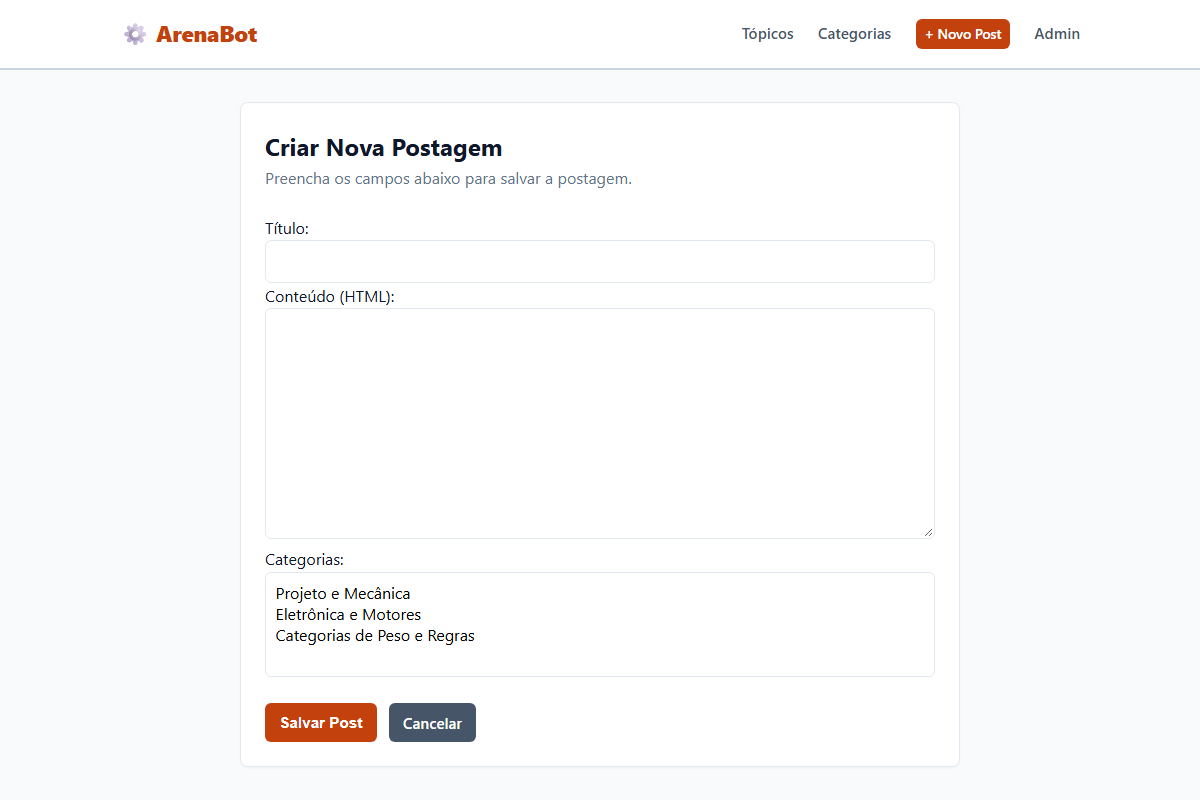 ArenaBot
Tópicos
Categorias
+ Novo Post
Admin
Criar Nova Postagem
Preencha os campos abaixo para salvar a postagem.
Título:
Conteúdo (HTML):
Categorias:
Projeto e Mecânica
Eletrônica e Motores
Categorias de Peso e Regras
Salvar Post
Cancelar